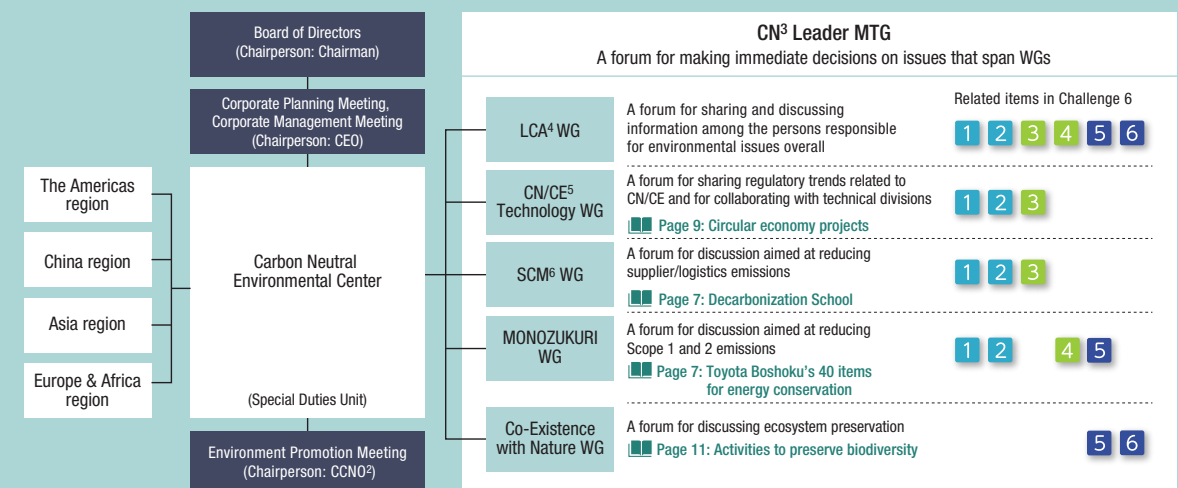 Board of Directors
(Chairperson: Chairman)
Corporate Planning Meeting,
Corporate Management Meeting
(Chairperson: CEO)
The Americas
region
China region
Asia region
Europe & Africa
region
Carbon Neutral
Environmental Center
(Special Duties Unit)
Environment Promotion Meeting
(Chairperson: CCNO²)
CN³ Leader MTG
A forum for making immediate decisions on issues that span WGs
Related items in Challenge 6
LCA⁴ WG
A forum for sharing and discussing
information among the persons responsible
for environmental issues overall
1 2 3 4 5 6
CN/CE⁵
Technology WG
A forum for sharing regulatory trends related to
CN/CE and for collaborating with technical divisions
Page 9: Circular economy projects
1 2 3
SCM⁶ WG
A forum for discussion aimed at reducing
supplier/logistics emissions
Page 7: Decarbonization School
1 2 3
MONOZUKURI
WG
A forum for discussion aimed at reducing
Scope 1 and 2 emissions
Page 7: Toyota Boshoku's 40 items
for energy conservation
1 2 4 5
Co-Existence
with Nature WG
A forum for discussing ecosystem preservation
Page 11: Activities to preserve biodiversity
5 6